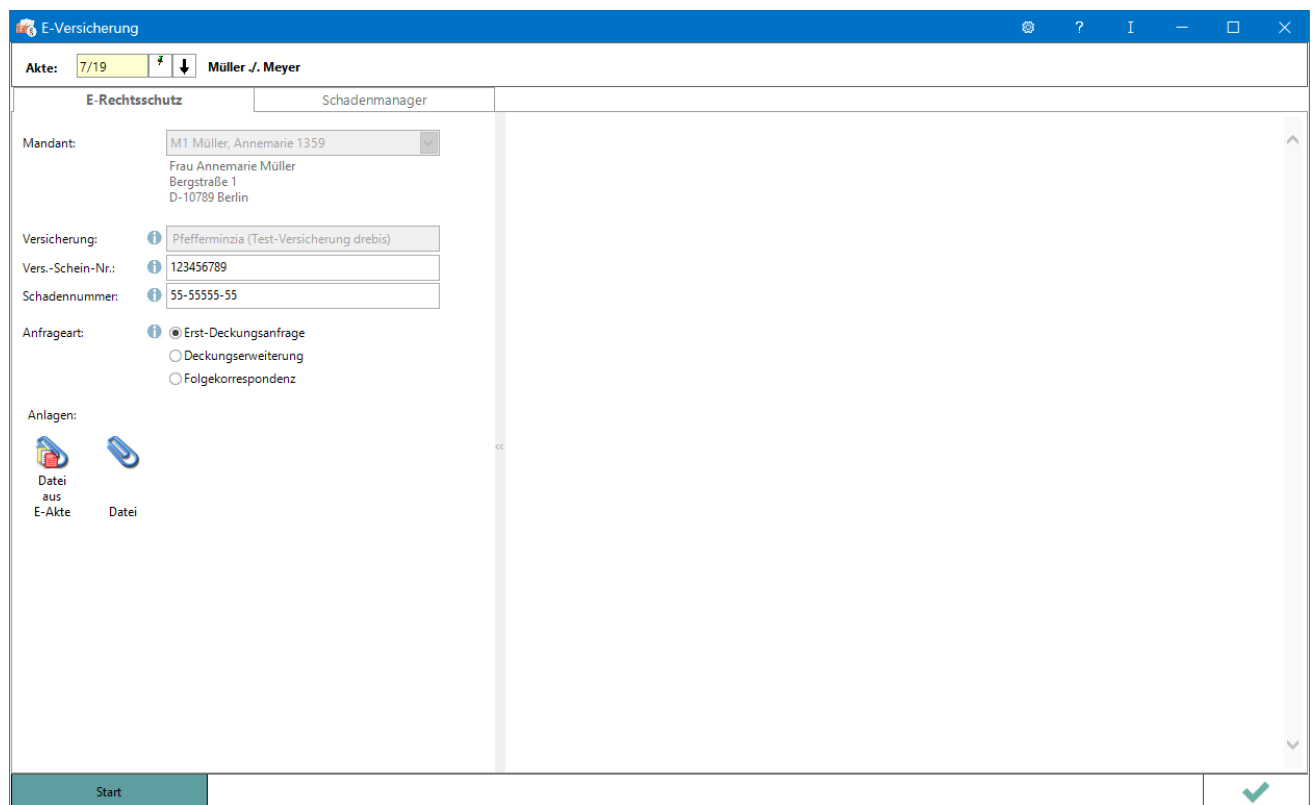 E-Versicherung
Akte: 7/19 Müller ./. Meyer
E-Rechtsschutz Schadenmanager
Mandant: M1 Müller, Annemarie 1359
Frau Annemarie Müller
Bergstraße 1
D-10789 Berlin
Versicherung: Pfefferminzia (Test-Versicherung drebis)
Vers.-Schein-Nr.: 123456789
Schadennummer: 55-55555-55
Anfrageart: Erst-Deckungsanfrage
Deckungserweiterung
Folgekorrespondenz
Anlagen:
Datei
aus
E-Akte Datei
Start